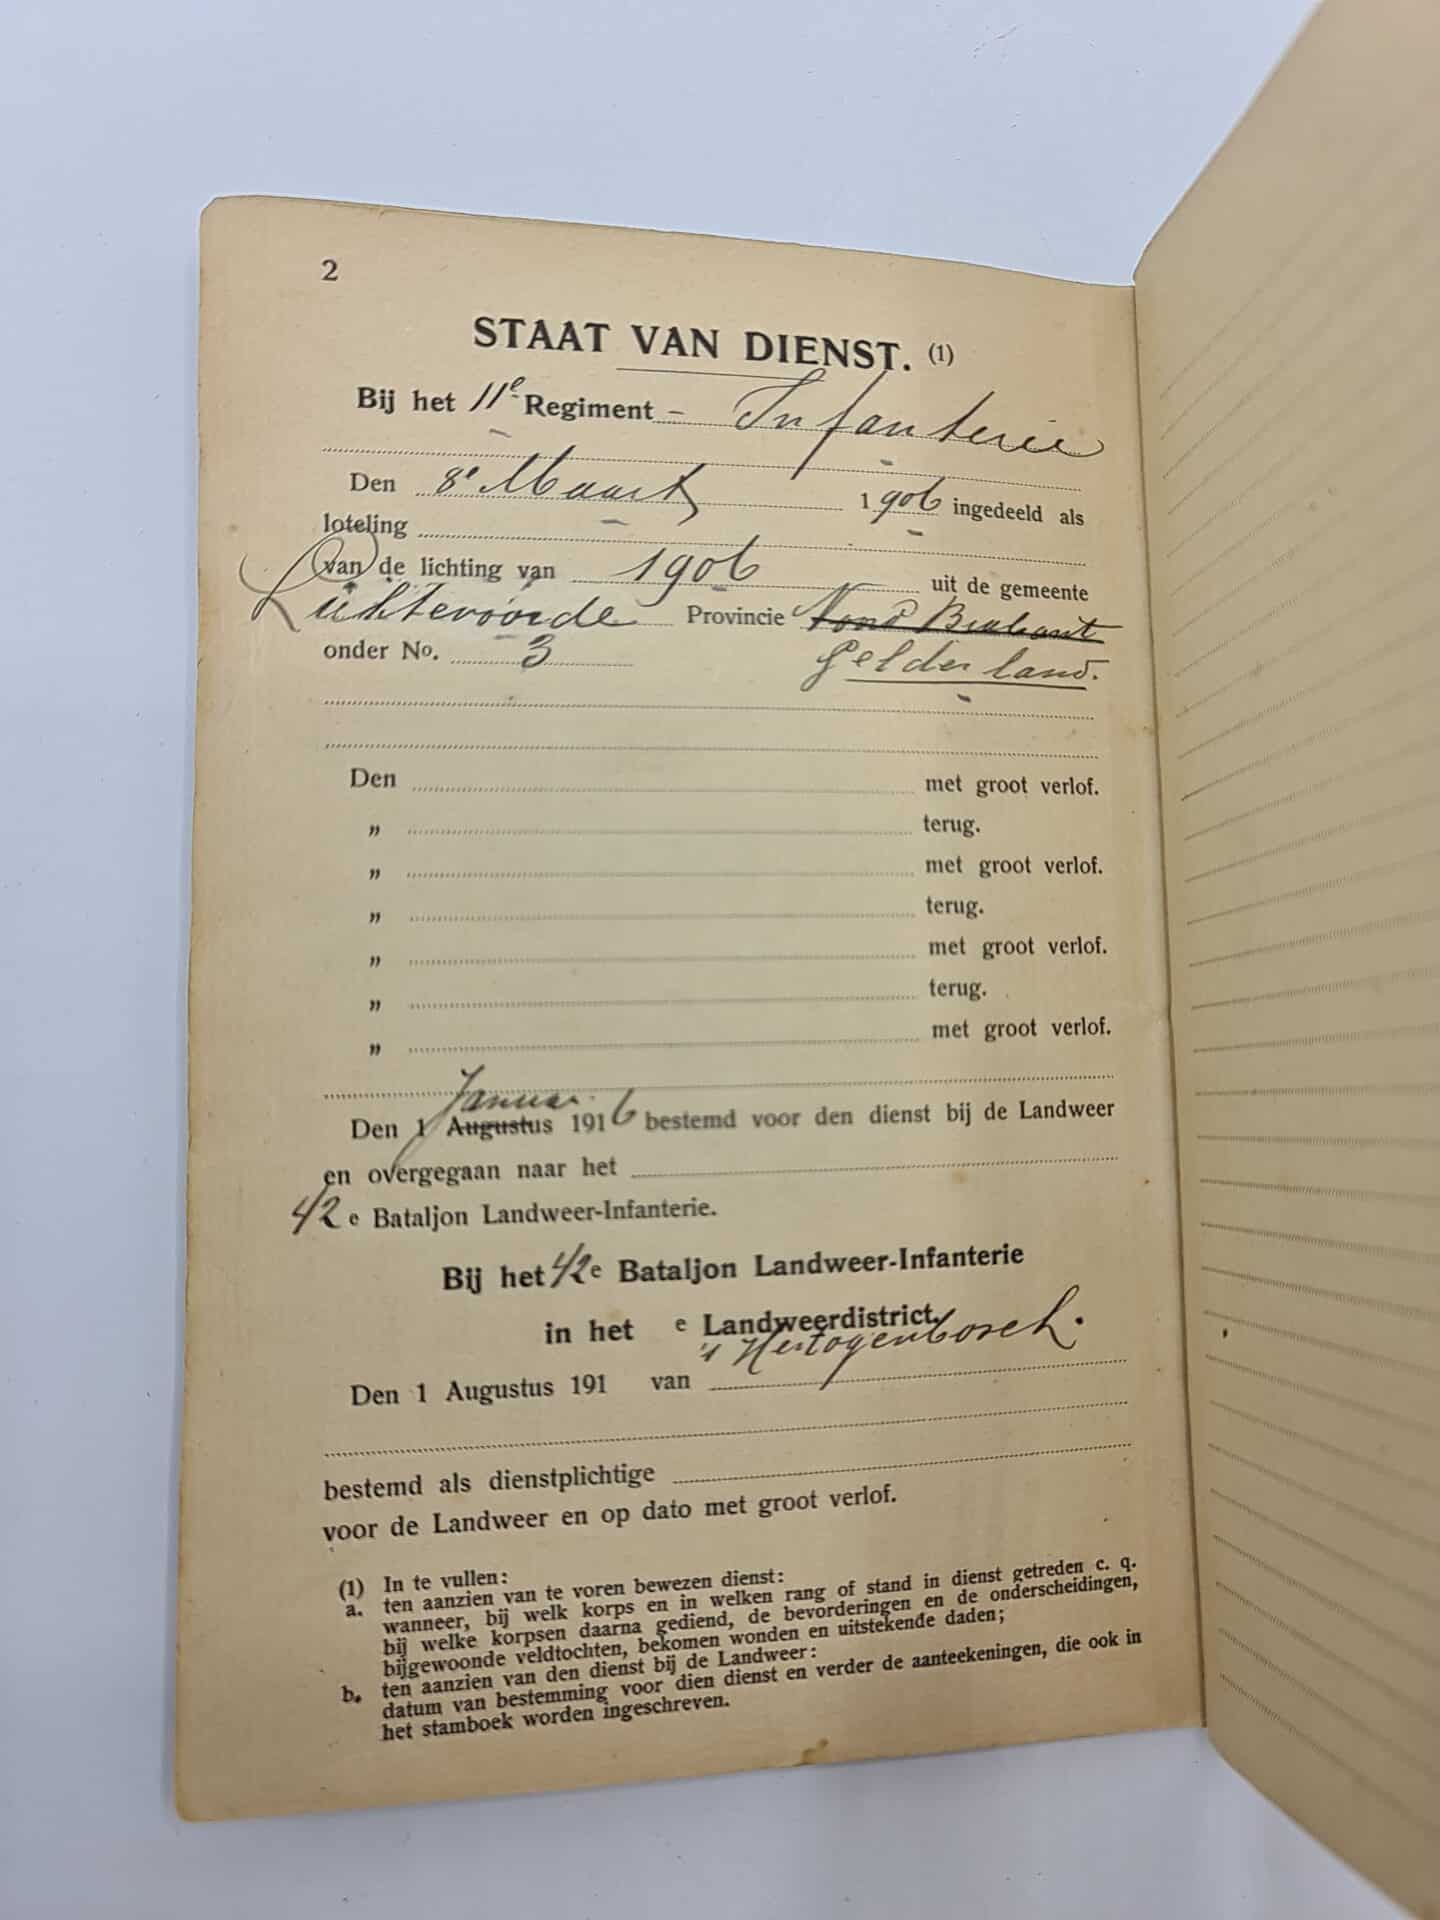 2
STAAT VAN DIENST. (1)
Bij het 11e Regiment - Infanterie
Den 8e Maart 1906 ingedeeld als
loteling
van de lichting van 1906 uit de gemeente
Lichtevoorde Provincie Noord Brabant
Gelderland.
onder No. 3
Den met groot verlof.
„ terug.
„ met groot verlof.
„ terug.
„ met groot verlof.
„ terug.
„ met groot verlof.
Januar.
Den 1 Augustus 1916 bestemd voor den dienst bij de Landweer
en overgegaan naar het
42e Bataljon Landweer-Infanterie.
Bij het 42e Bataljon Landweer-Infanterie
in het e Landweerdistrict.
's Hertogenbosch.
Den 1 Augustus 191 van
bestemd als dienstplichtige
voor de Landweer en op dato met groot verlof.
(1) In te vullen:
a. ten aanzien van te voren bewezen dienst:
wanneer, bij welk korps en in welken rang of stand in dienst getreden c. q.
bij welke korpsen daarna gediend, de bevorderingen en de onderscheidingen,
bijgewoonde veldtochten, bekomen wonden en uitstekende daden;
b. ten aanzien van den dienst bij de Landweer:
datum van bestemming voor dien dienst en verder de aanteekeningen, die ook in
het stamboek worden ingeschreven.